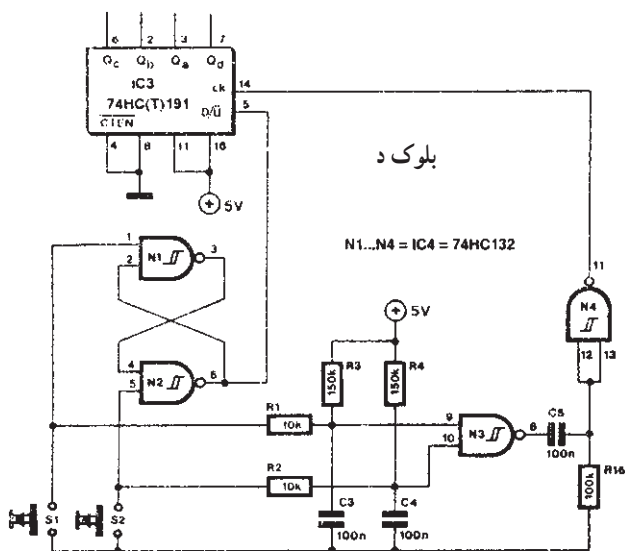 6 2 3 7
Qc Qb Qa Qd
IC3
ck 14
74HC(T)191
D/Ū 5
C̅T̅E̅N̅
4 8 11 16
5V
بلوک د
N1...N4 = IC4 = 74HC132
1 N1 3
2
11
N4
12 13
5V
4 N2 6
5
R3 150k
R4 150k
R1 10k
9 N3 8
10
C5 100n
R2 10k
R16 100k
S1
S2
C3 100n
C4 100n